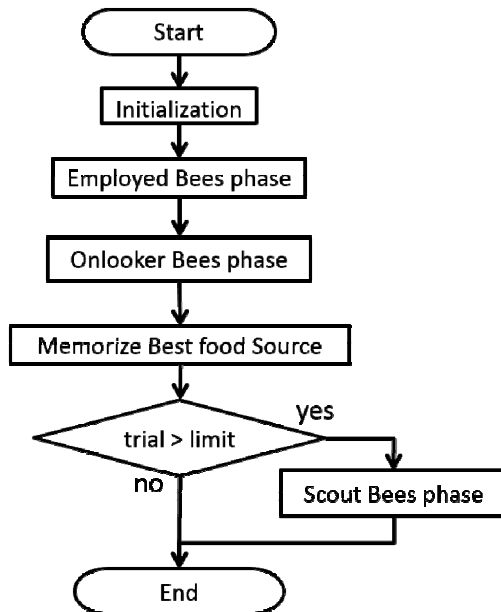 Start
Initialization
Employed Bees phase
Onlooker Bees phase
Memorize Best food Source
trial > limit
yes
no
Scout Bees phase
End